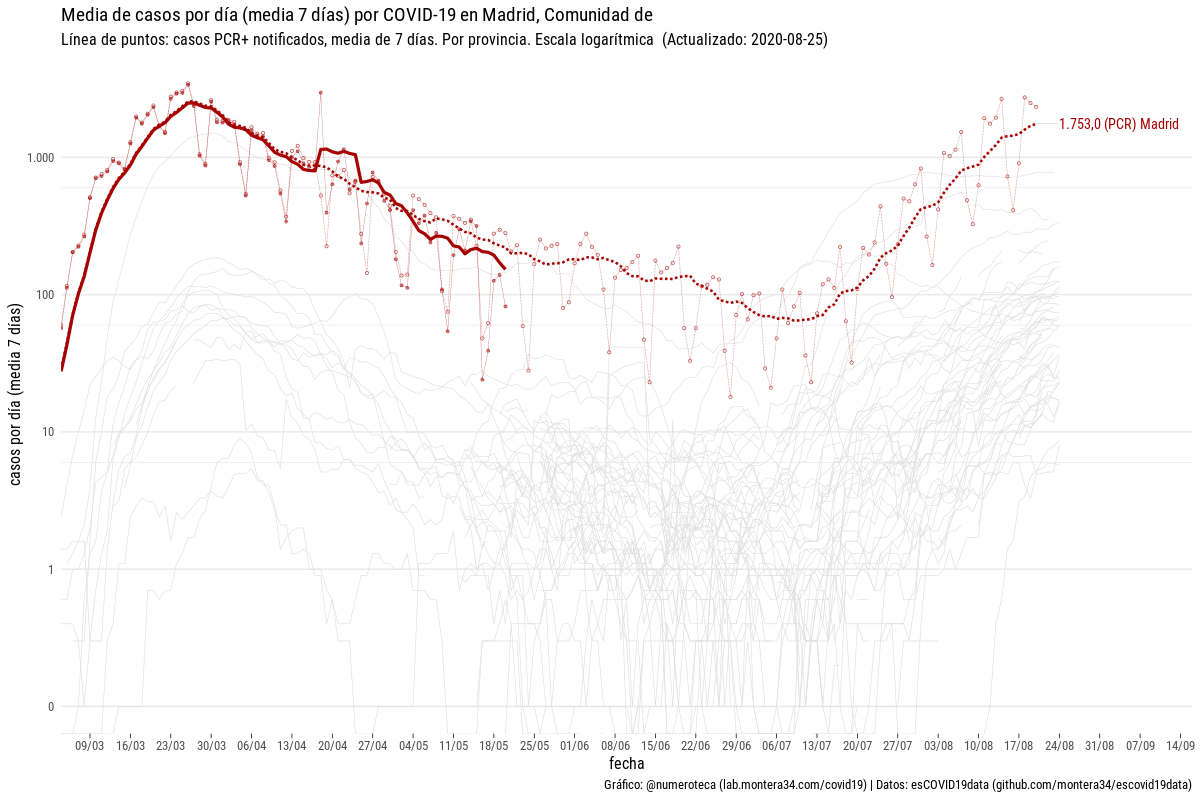 Media de casos por día (media 7 días) por COVID-19 en Madrid, Comunidad de
Línea de puntos: casos PCR+ notificados, media de 7 días. Por provincia. Escala logarítmica (Actualizado: 2020-08-25)
casos por día (media 7 días)
1.000
100
10
1
0
1.753,0 (PCR) Madrid
09/03 16/03 23/03 30/03 06/04 13/04 20/04 27/04 04/05 11/05 18/05 25/05 01/06 08/06 15/06 22/06 29/06 06/07 13/07 20/07 27/07 03/08 10/08 17/08 24/08 31/08 07/09 14/09
fecha
Gráfico: @numeroteca (lab.montera34.com/covid19) | Datos: esCOVID19data (github.com/montera34/escovid19data)